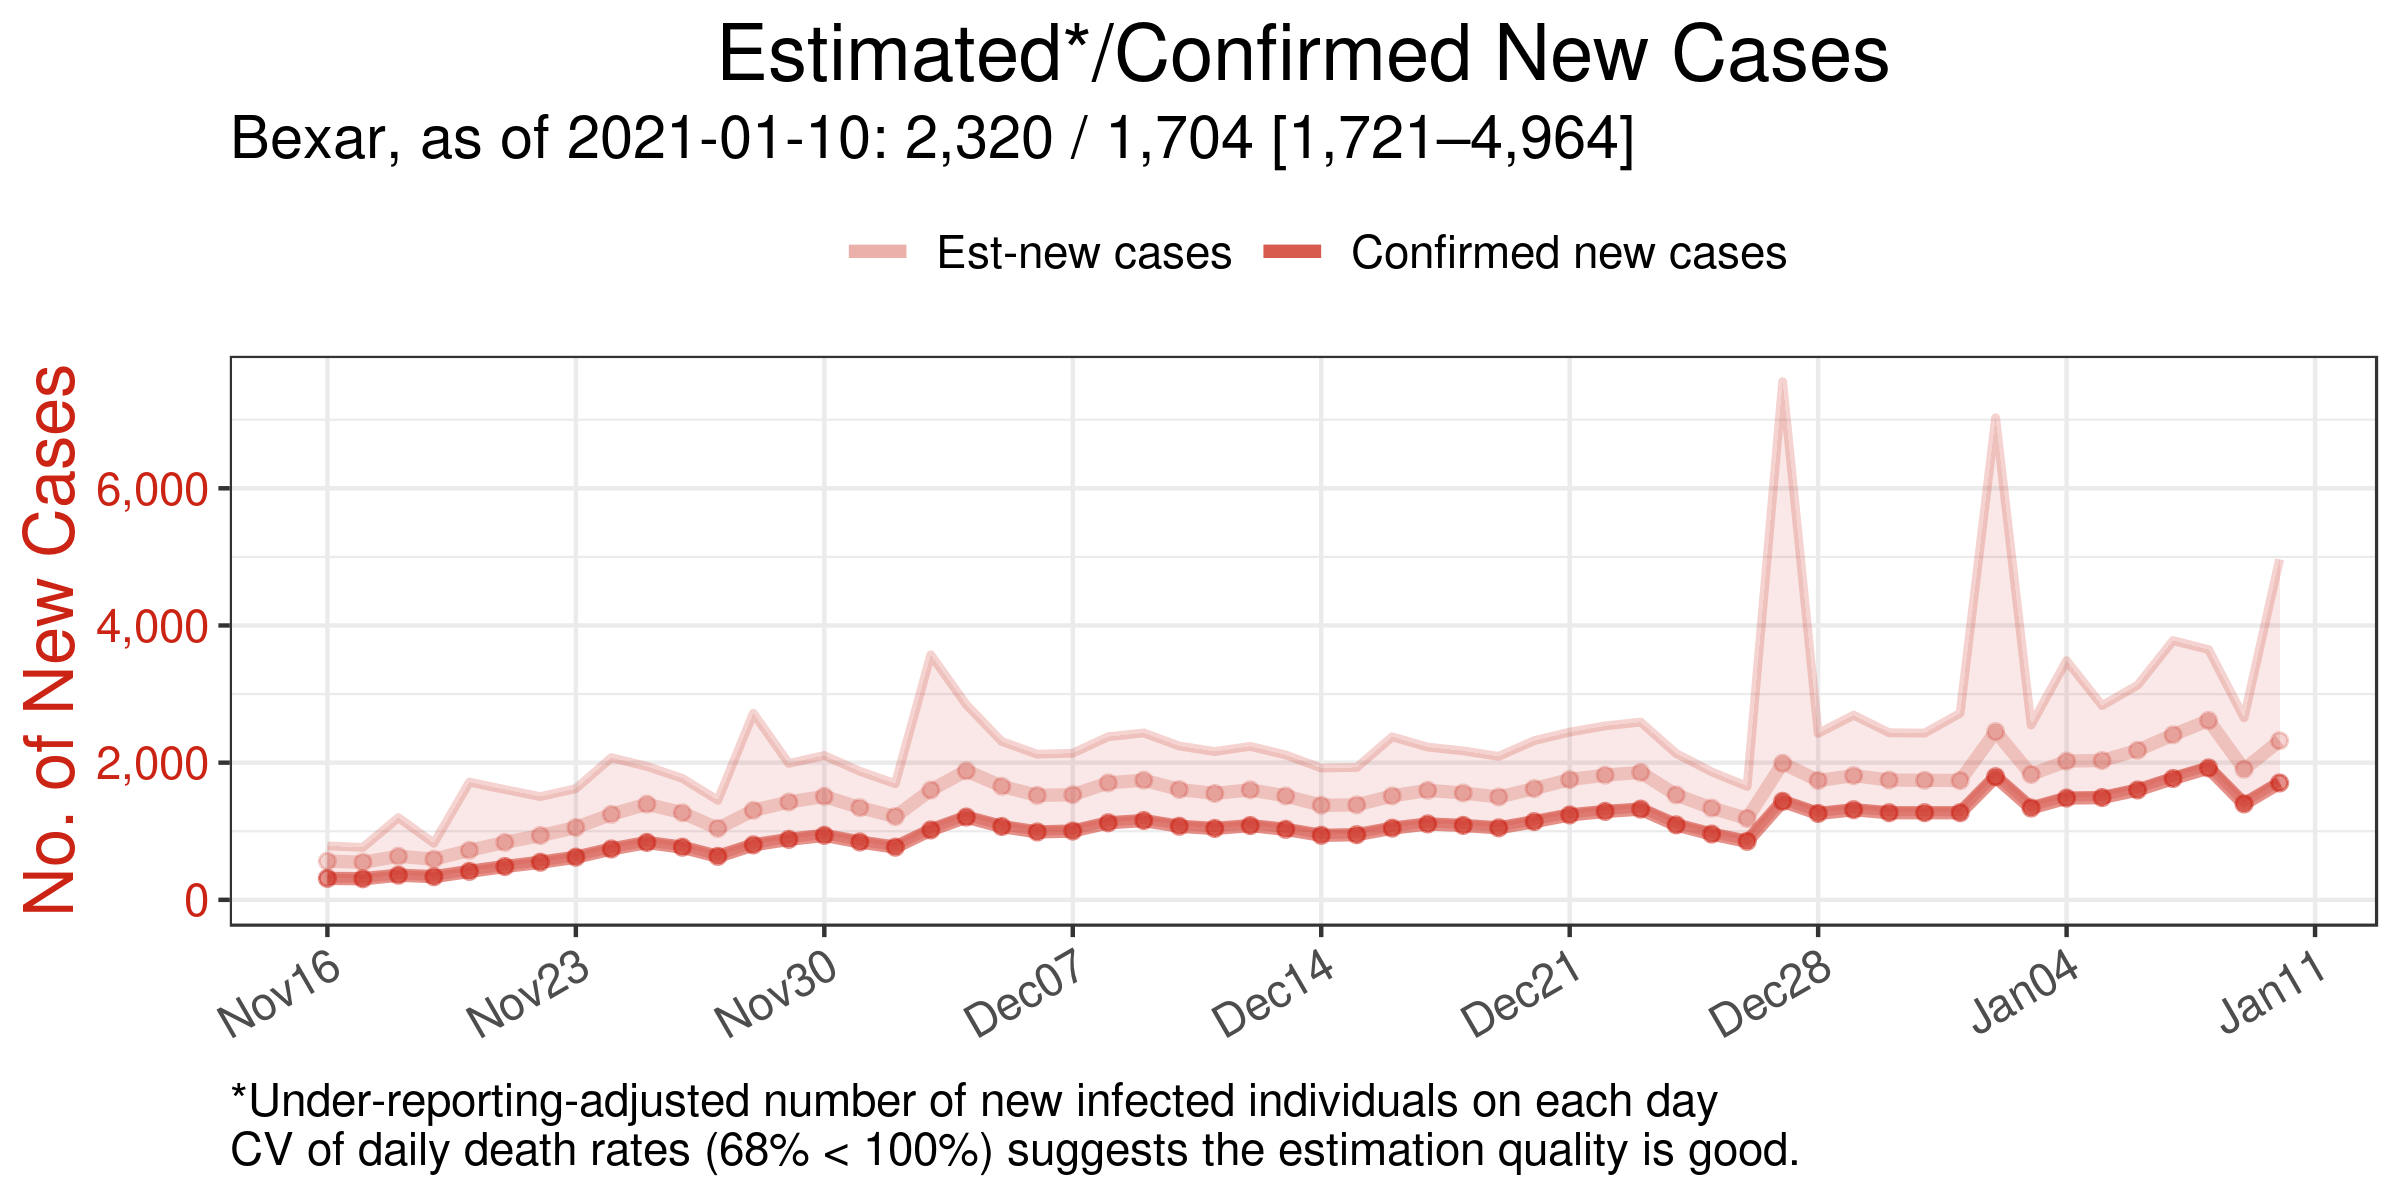 Estimated*/Confirmed New Cases
Bexar, as of 2021-01-10: 2,320 / 1,704 [1,721–4,964]
Est-new cases
Confirmed new cases
No. of New Cases
6,000
4,000
2,000
0
Nov16
Nov23
Nov30
Dec07
Dec14
Dec21
Dec28
Jan04
Jan11
*Under-reporting-adjusted number of new infected individuals on each day
CV of daily death rates (68% < 100%) suggests the estimation quality is good.